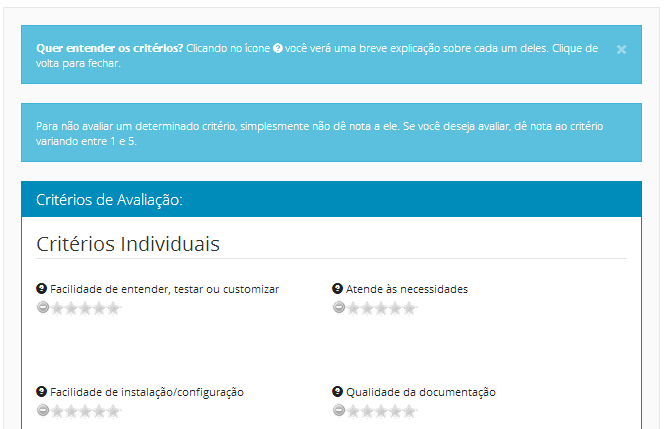 Quer entender os critérios? Clicando no ícone você verá uma breve explicação sobre cada um deles. Clique de
volta para fechar.
Para não avaliar um determinado critério, simplesmente não dê nota a ele. Se você deseja avaliar, dê nota ao critério
variando entre 1 e 5.
Critérios de Avaliação:
Critérios Individuais
Facilidade de entender, testar ou customizar
Atende às necessidades
Facilidade de instalação/configuração
Qualidade da documentação